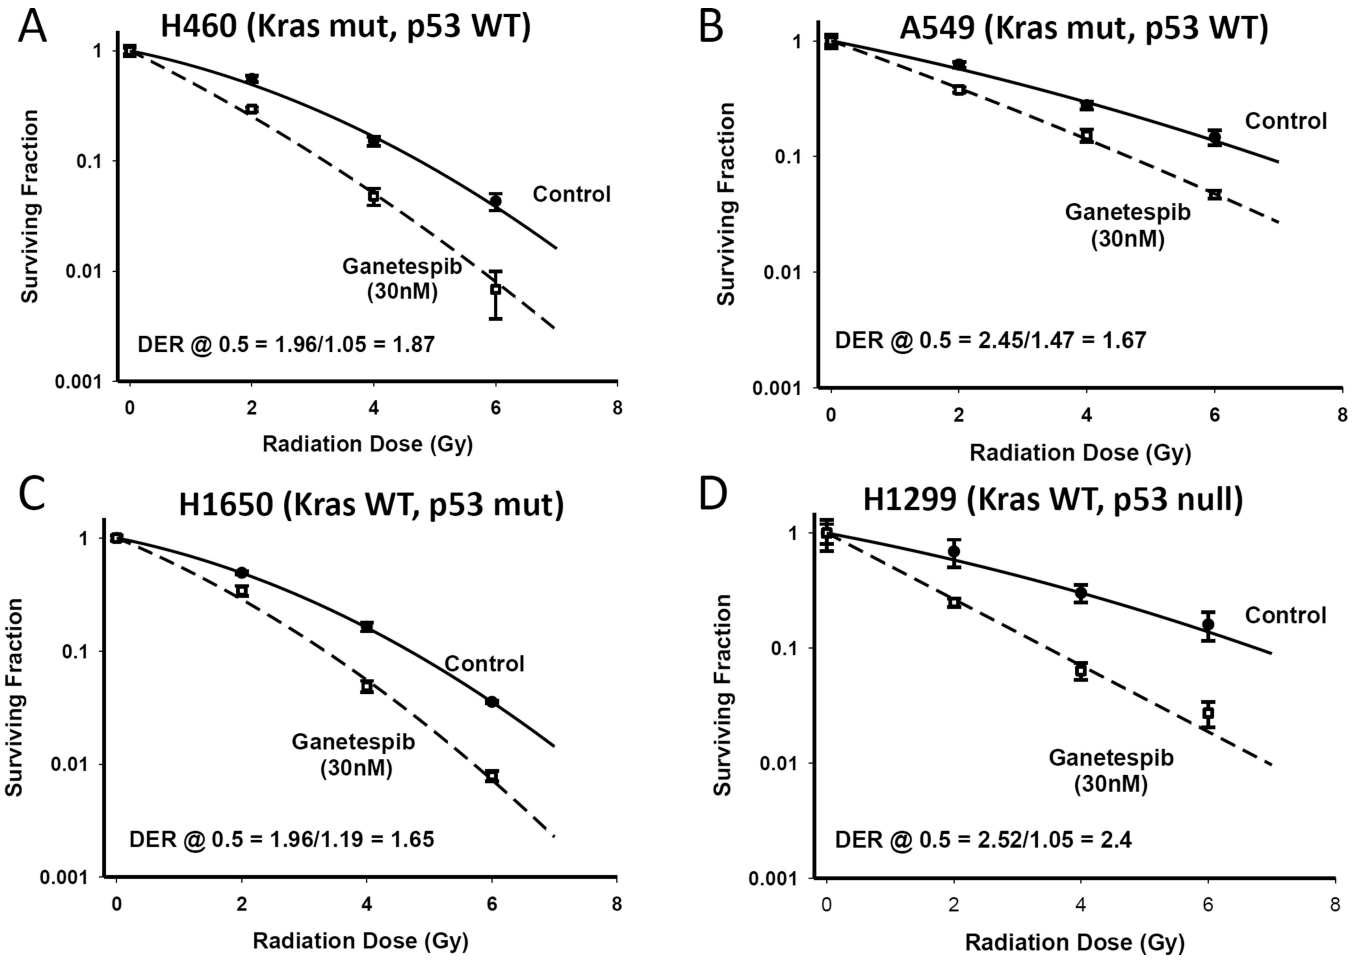 A
H460 (Kras mut, p53 WT)
1
0.1
0.01
0.001
Surviving Fraction
Control
Ganetespib
(30nM)
DER @ 0.5 = 1.96/1.05 = 1.87
0 2 4 6 8
Radiation Dose (Gy)
B
A549 (Kras mut, p53 WT)
1
0.1
0.01
0.001
Surviving Fraction
Control
Ganetespib
(30nM)
DER @ 0.5 = 2.45/1.47 = 1.67
0 2 4 6 8
Radiation Dose (Gy)
C
H1650 (Kras WT, p53 mut)
1
0.1
0.01
0.001
Surviving Fraction
Control
Ganetespib
(30nM)
DER @ 0.5 = 1.96/1.19 = 1.65
0 2 4 6 8
Radiation Dose (Gy)
D
H1299 (Kras WT, p53 null)
1
0.1
0.01
0.001
Surviving Fraction
Control
Ganetespib
(30nM)
DER @ 0.5 = 2.52/1.05 = 2.4
0 2 4 6 8
Radiation Dose (Gy)